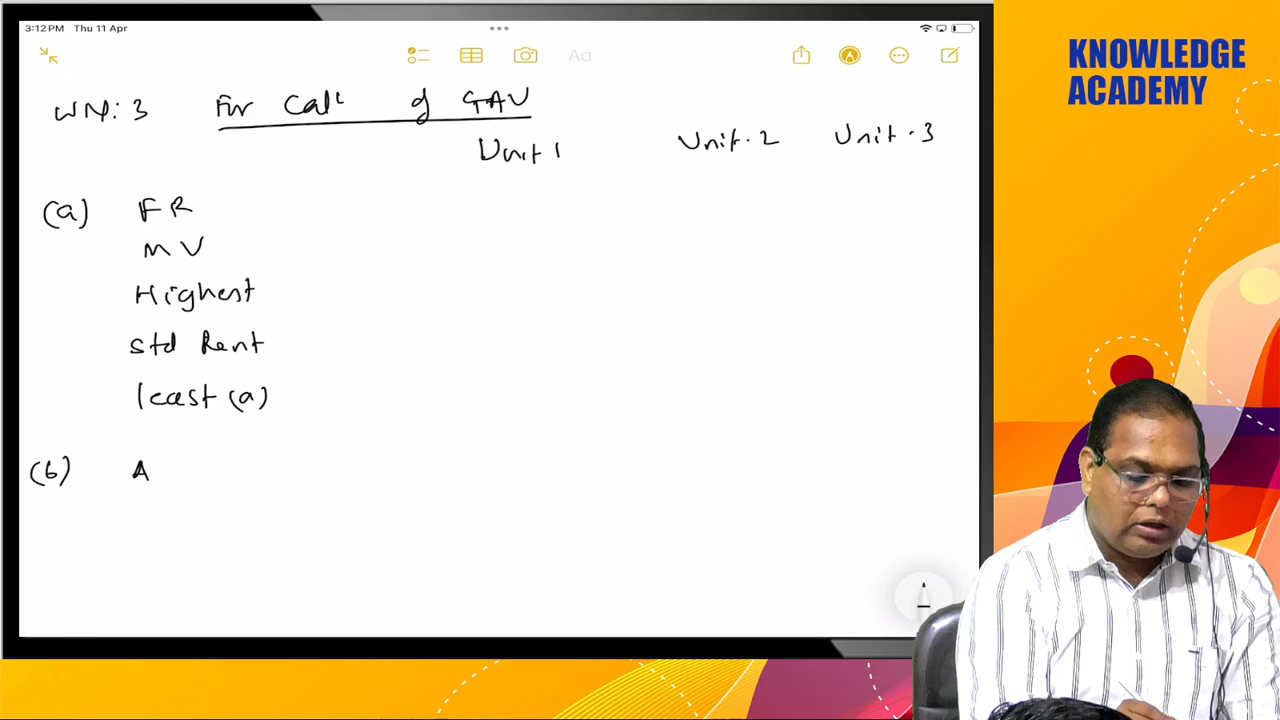 3:12 PM Thu 11 Apr
Aa
KNOWLEDGE
ACADEMY
WN: 3 For Calc of GAV
Unit 1 Unit-2 Unit-3
(a) FR
MV
Highest
Std Rent
least (a)
(b) A